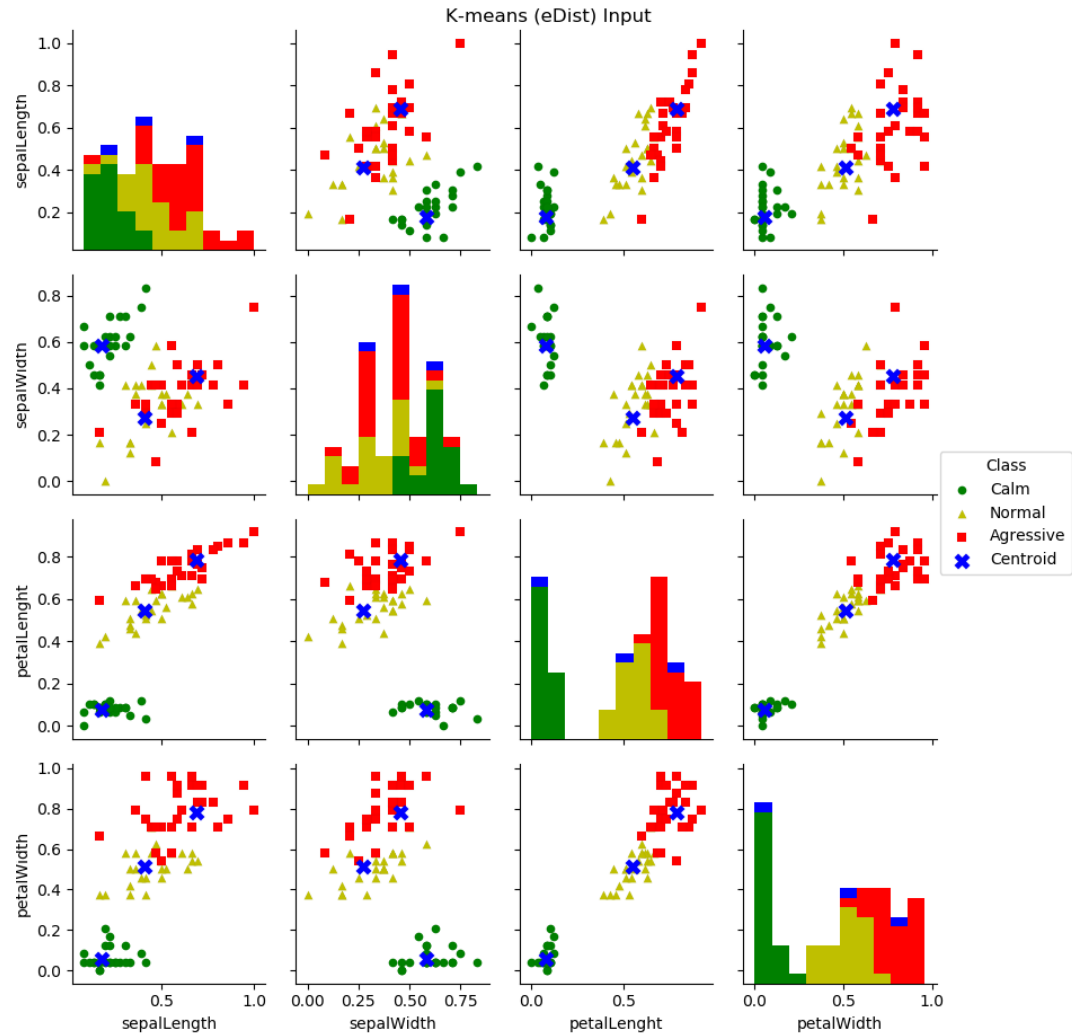 K-means (eDist) Input
1.0
0.8
0.6
0.4
0.2
sepalLength
0.8
0.6
0.4
0.2
0.0
sepalWidth
Class
Calm
Normal
Agressive
Centroid
0.8
0.6
0.4
0.2
0.0
petalLenght
1.0
0.8
0.6
0.4
0.2
0.0
petalWidth
0.5 1.0 0.00 0.25 0.50 0.75 0.0 0.5 0.0 0.5 1.0
sepalLength sepalWidth petalLenght petalWidth